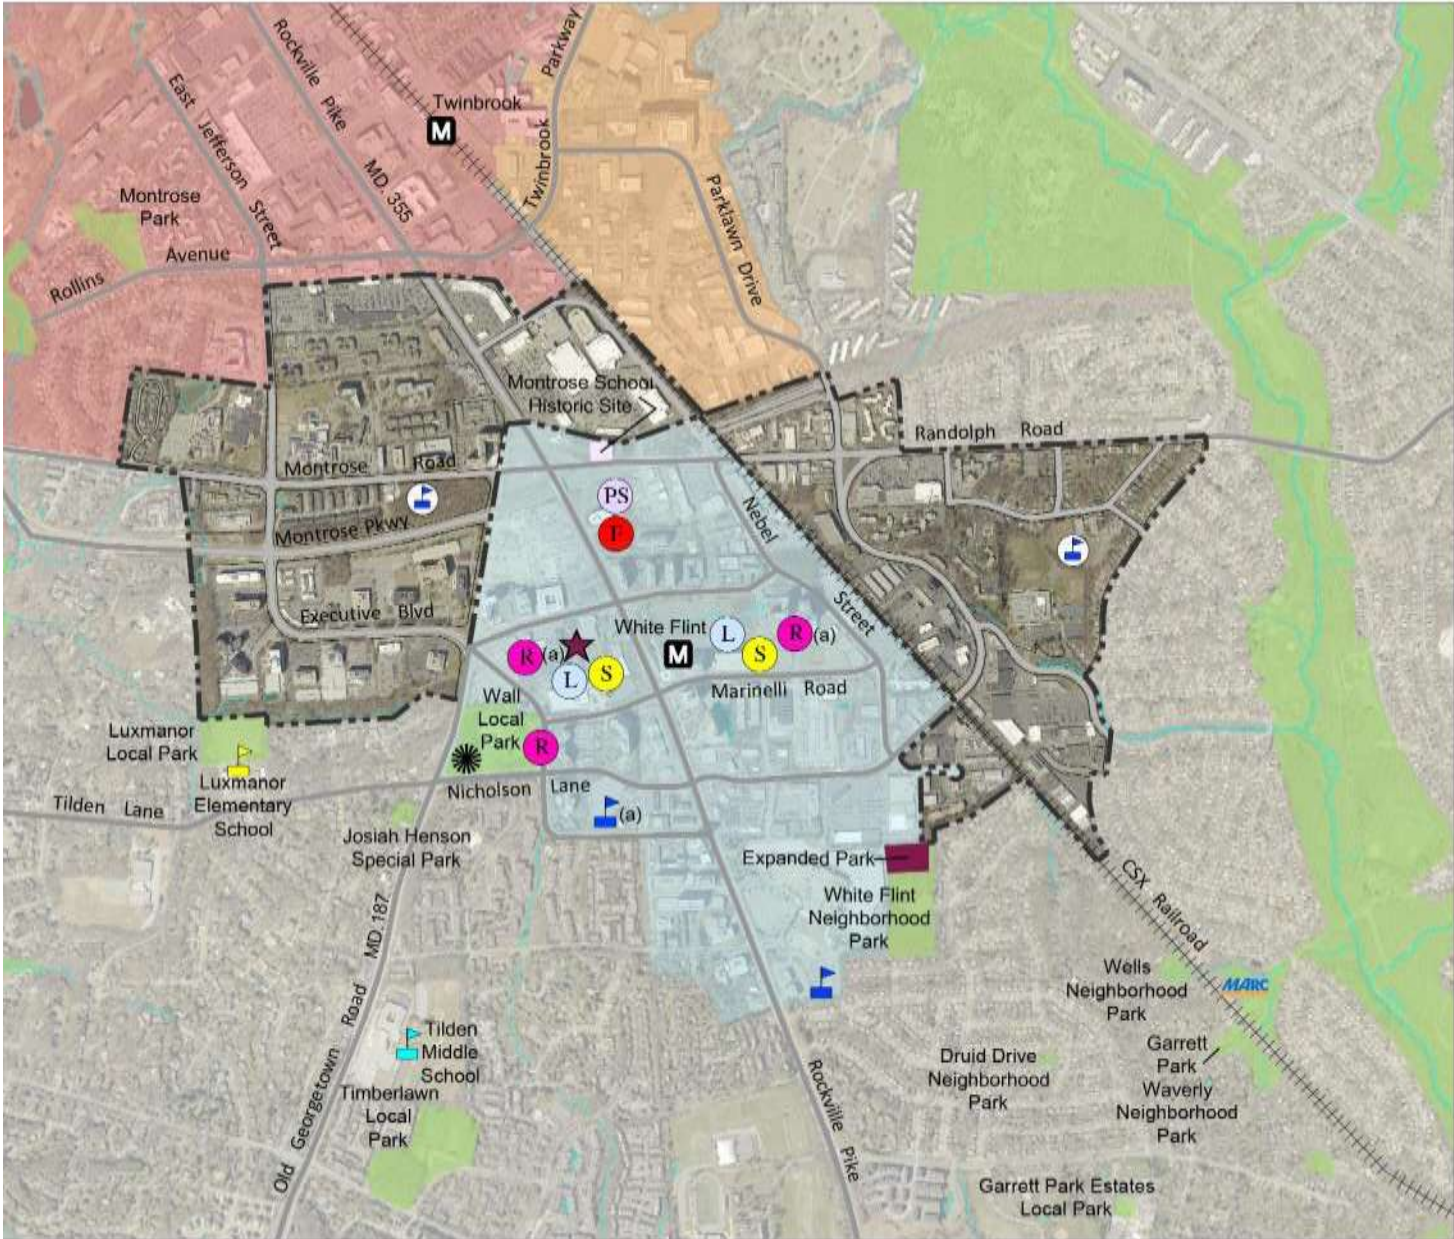 Rockville Pike MD. 355
Twinbrook Parkway
Twinbrook
M
East Jefferson Street
Parklawn Drive
Montrose
Park
Rollins Avenue
Montrose School
Historic Site
Randolph Road
Montrose Road
PS
F
Nebel Street
Montrose Pkwy
Executive Blvd
White Flint
M
L
S
R
(a)
R
(a)
L
S
Marinelli Road
Wall
Local
Park
R
Luxmanor
Local Park
Luxmanor
Elementary
School
Nicholson Lane
Tilden Lane
(a)
Josiah Henson
Special Park
Expanded Park
White Flint
Neighborhood
Park
CSX Railroad
Old Georgetown Road MD.187
Wells
Neighborhood
Park
MARC
Tilden
Middle
School
Garrett
Park
Druid Drive
Neighborhood
Park
Waverly
Neighborhood
Park
Timberlawn
Local
Park
Rockville Pike
Garrett Park Estates
Local Park